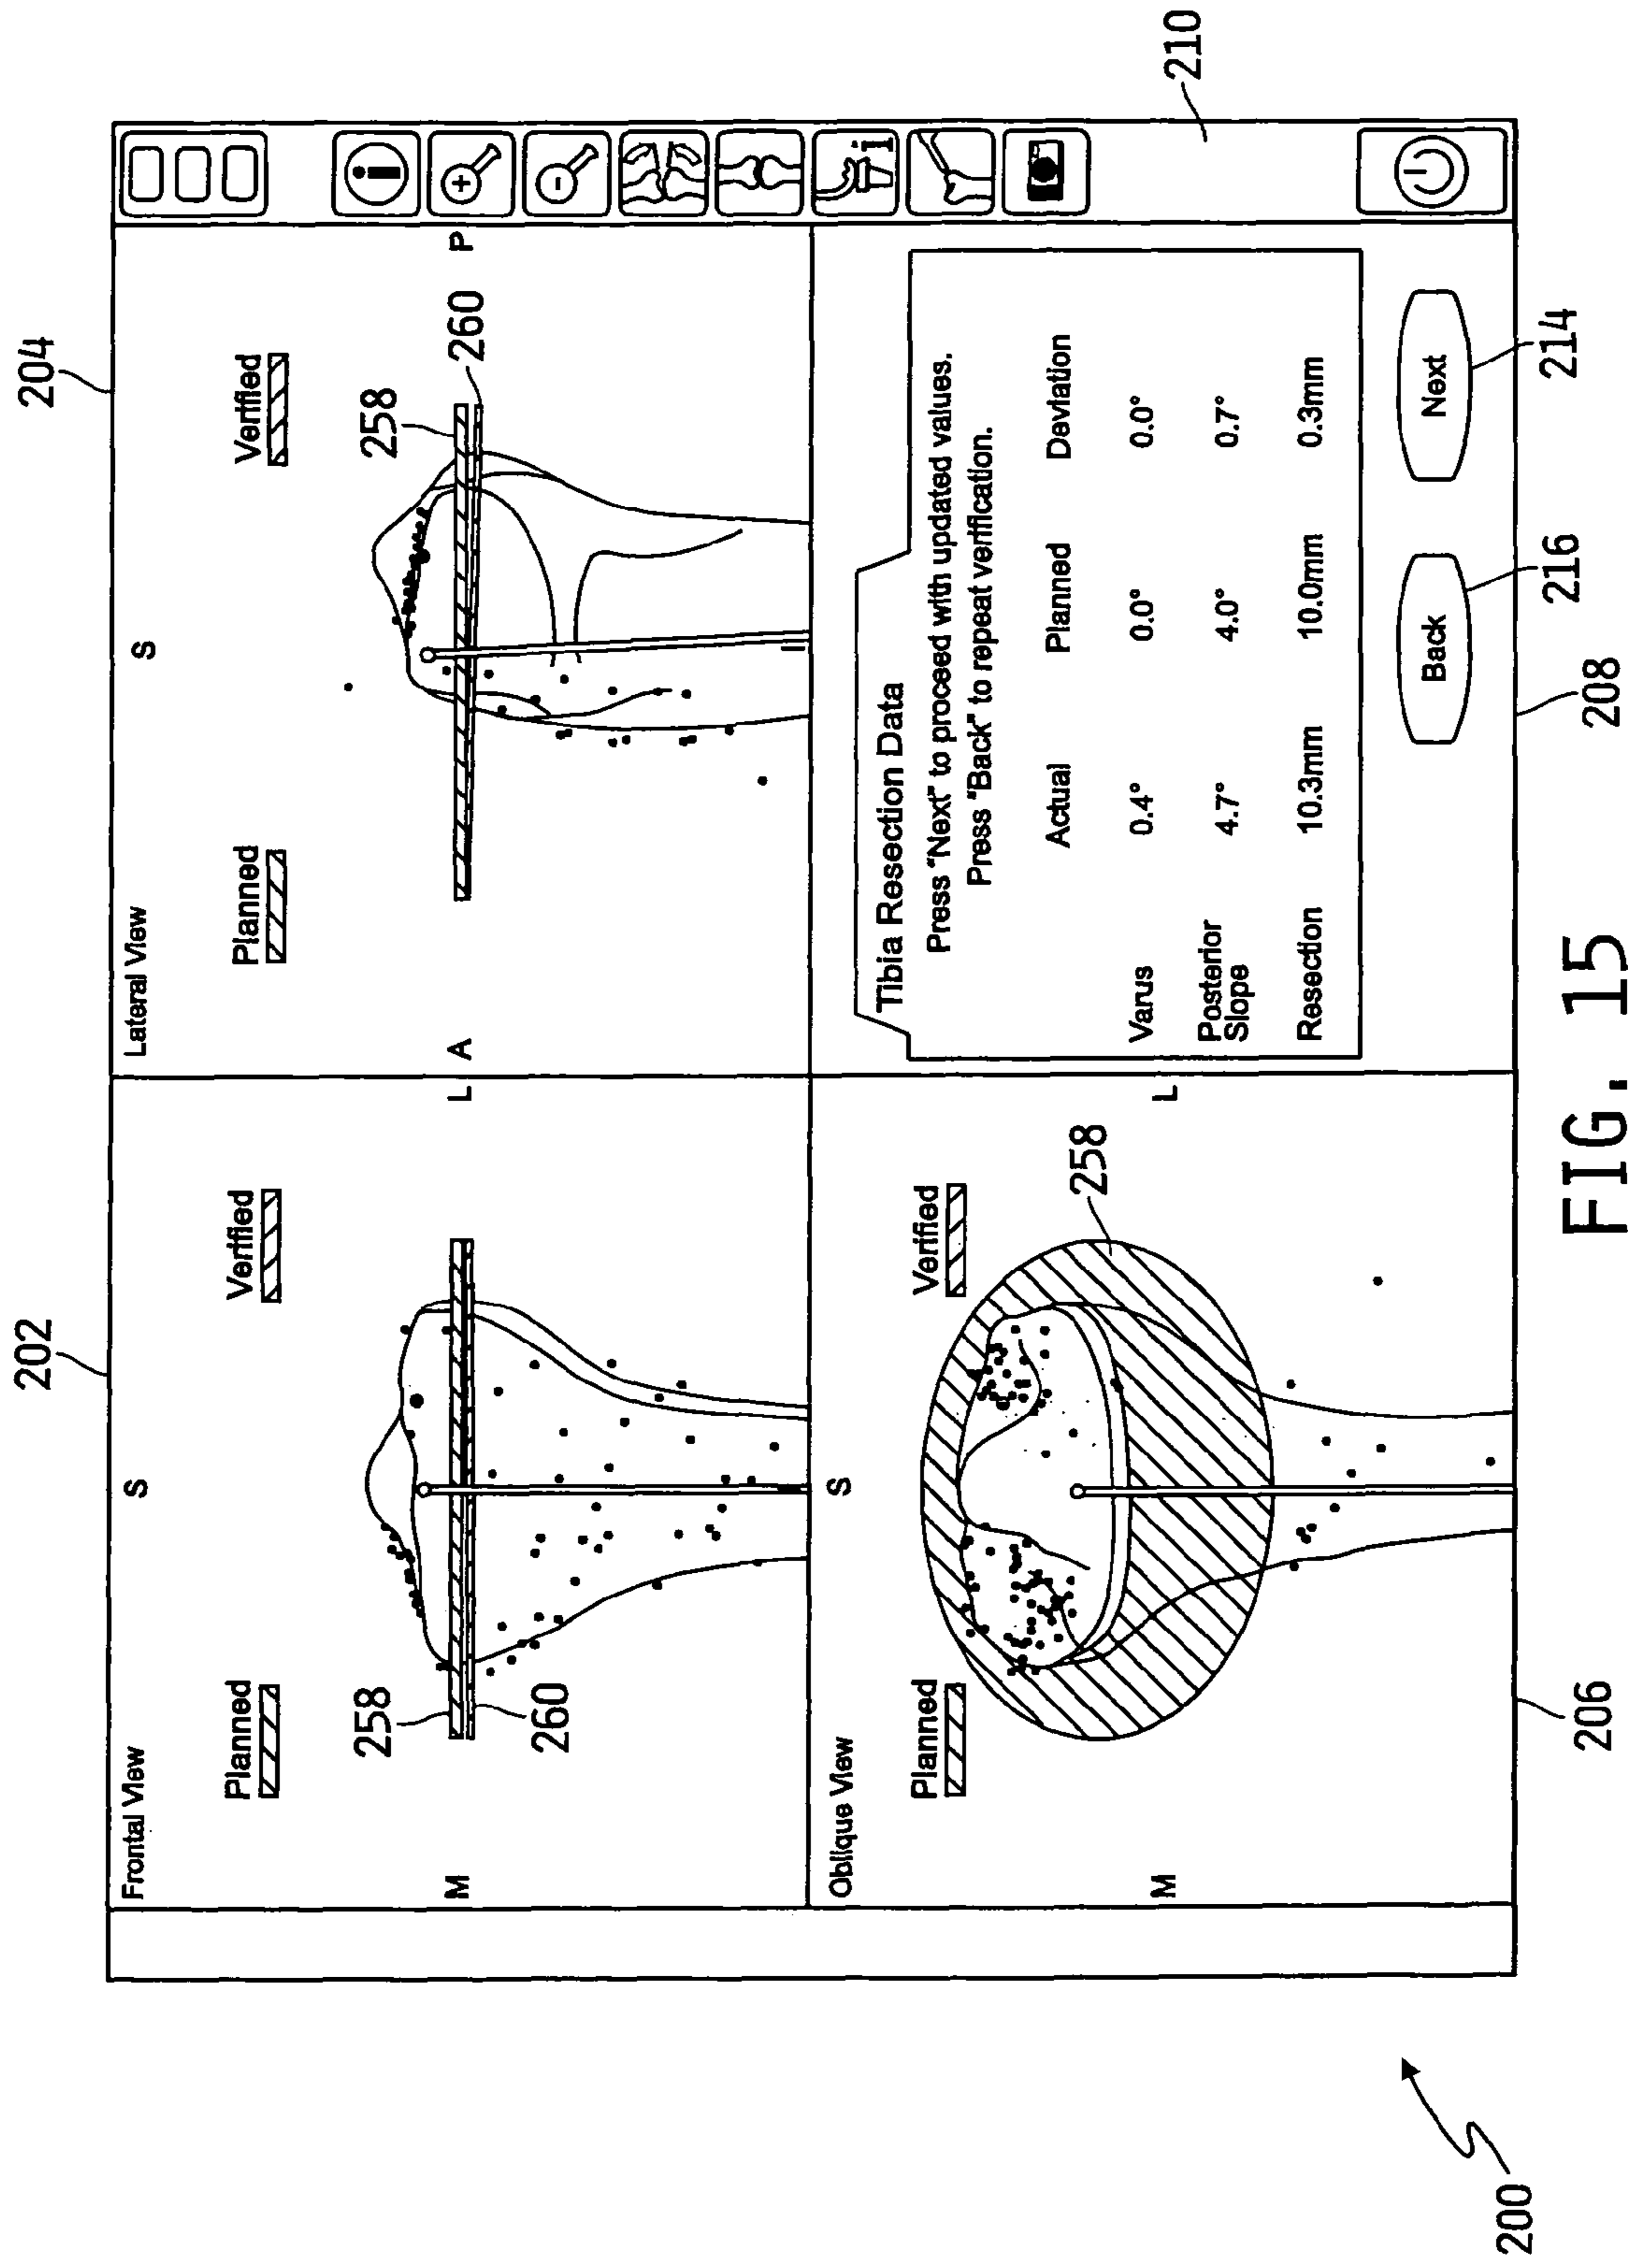 202
204
Frontal View
S
Planned
Verified
258
260
M
L
Lateral View
S
Planned
Verified
258
260
A
P
I
i
+
-
i
210
Oblique View
S
Planned
Verified
258
M
L
Tibia Resection Data
Press "Next" to proceed with updated values.
Press "Back" to repeat verification.
Actual Planned Deviation
Varus 0.4° 0.0° 0.0°
Posterior
Slope 4.7° 4.0° 0.7°
Resection 10.3mm 10.0mm 0.3mm
Back
Next
206
208
216
214
200
FIG. 15